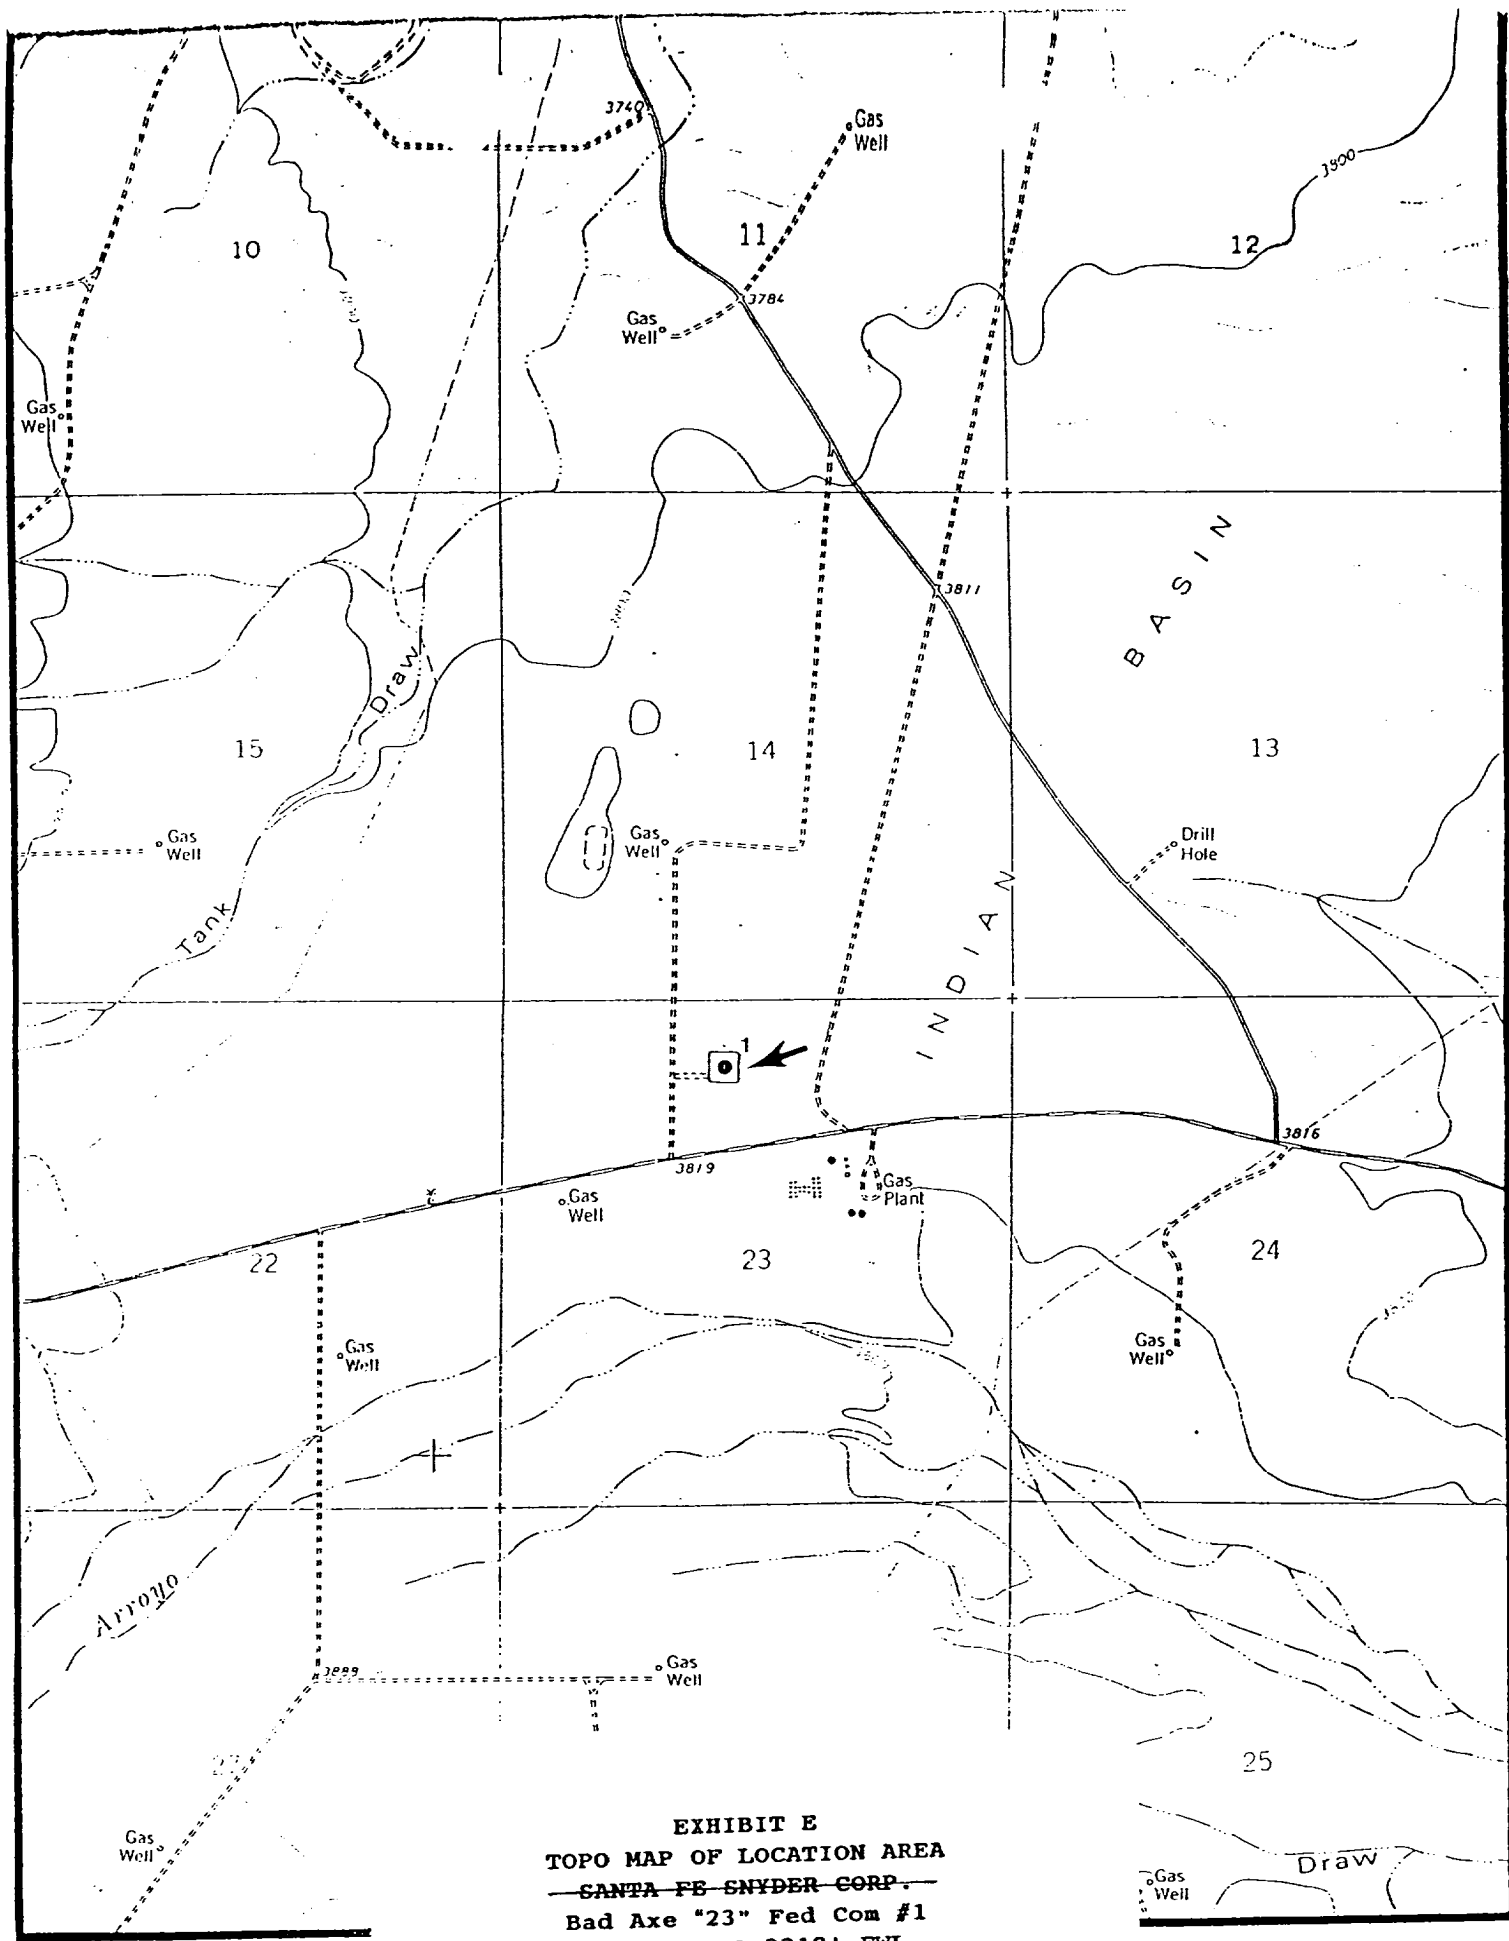 3740
Gas
Well
3900
10
11
12
3784
Gas
Well
Gas
Well
BASIN
3811
Draw
15
14
13
Gas
Well
Gas
Well
Drill
Hole
Tank
INDIAN
1
3816
3819
Gas
Well
Gas
Plant
22
23
24
Gas
Well
Gas
Well
Arroyo
3889
Gas
Well
27
25
Gas
Well
Gas
Well
Draw
EXHIBIT E
TOPO MAP OF LOCATION AREA
SANTA FE SNYDER CORP.
Bad Axe "23" Fed Com #1